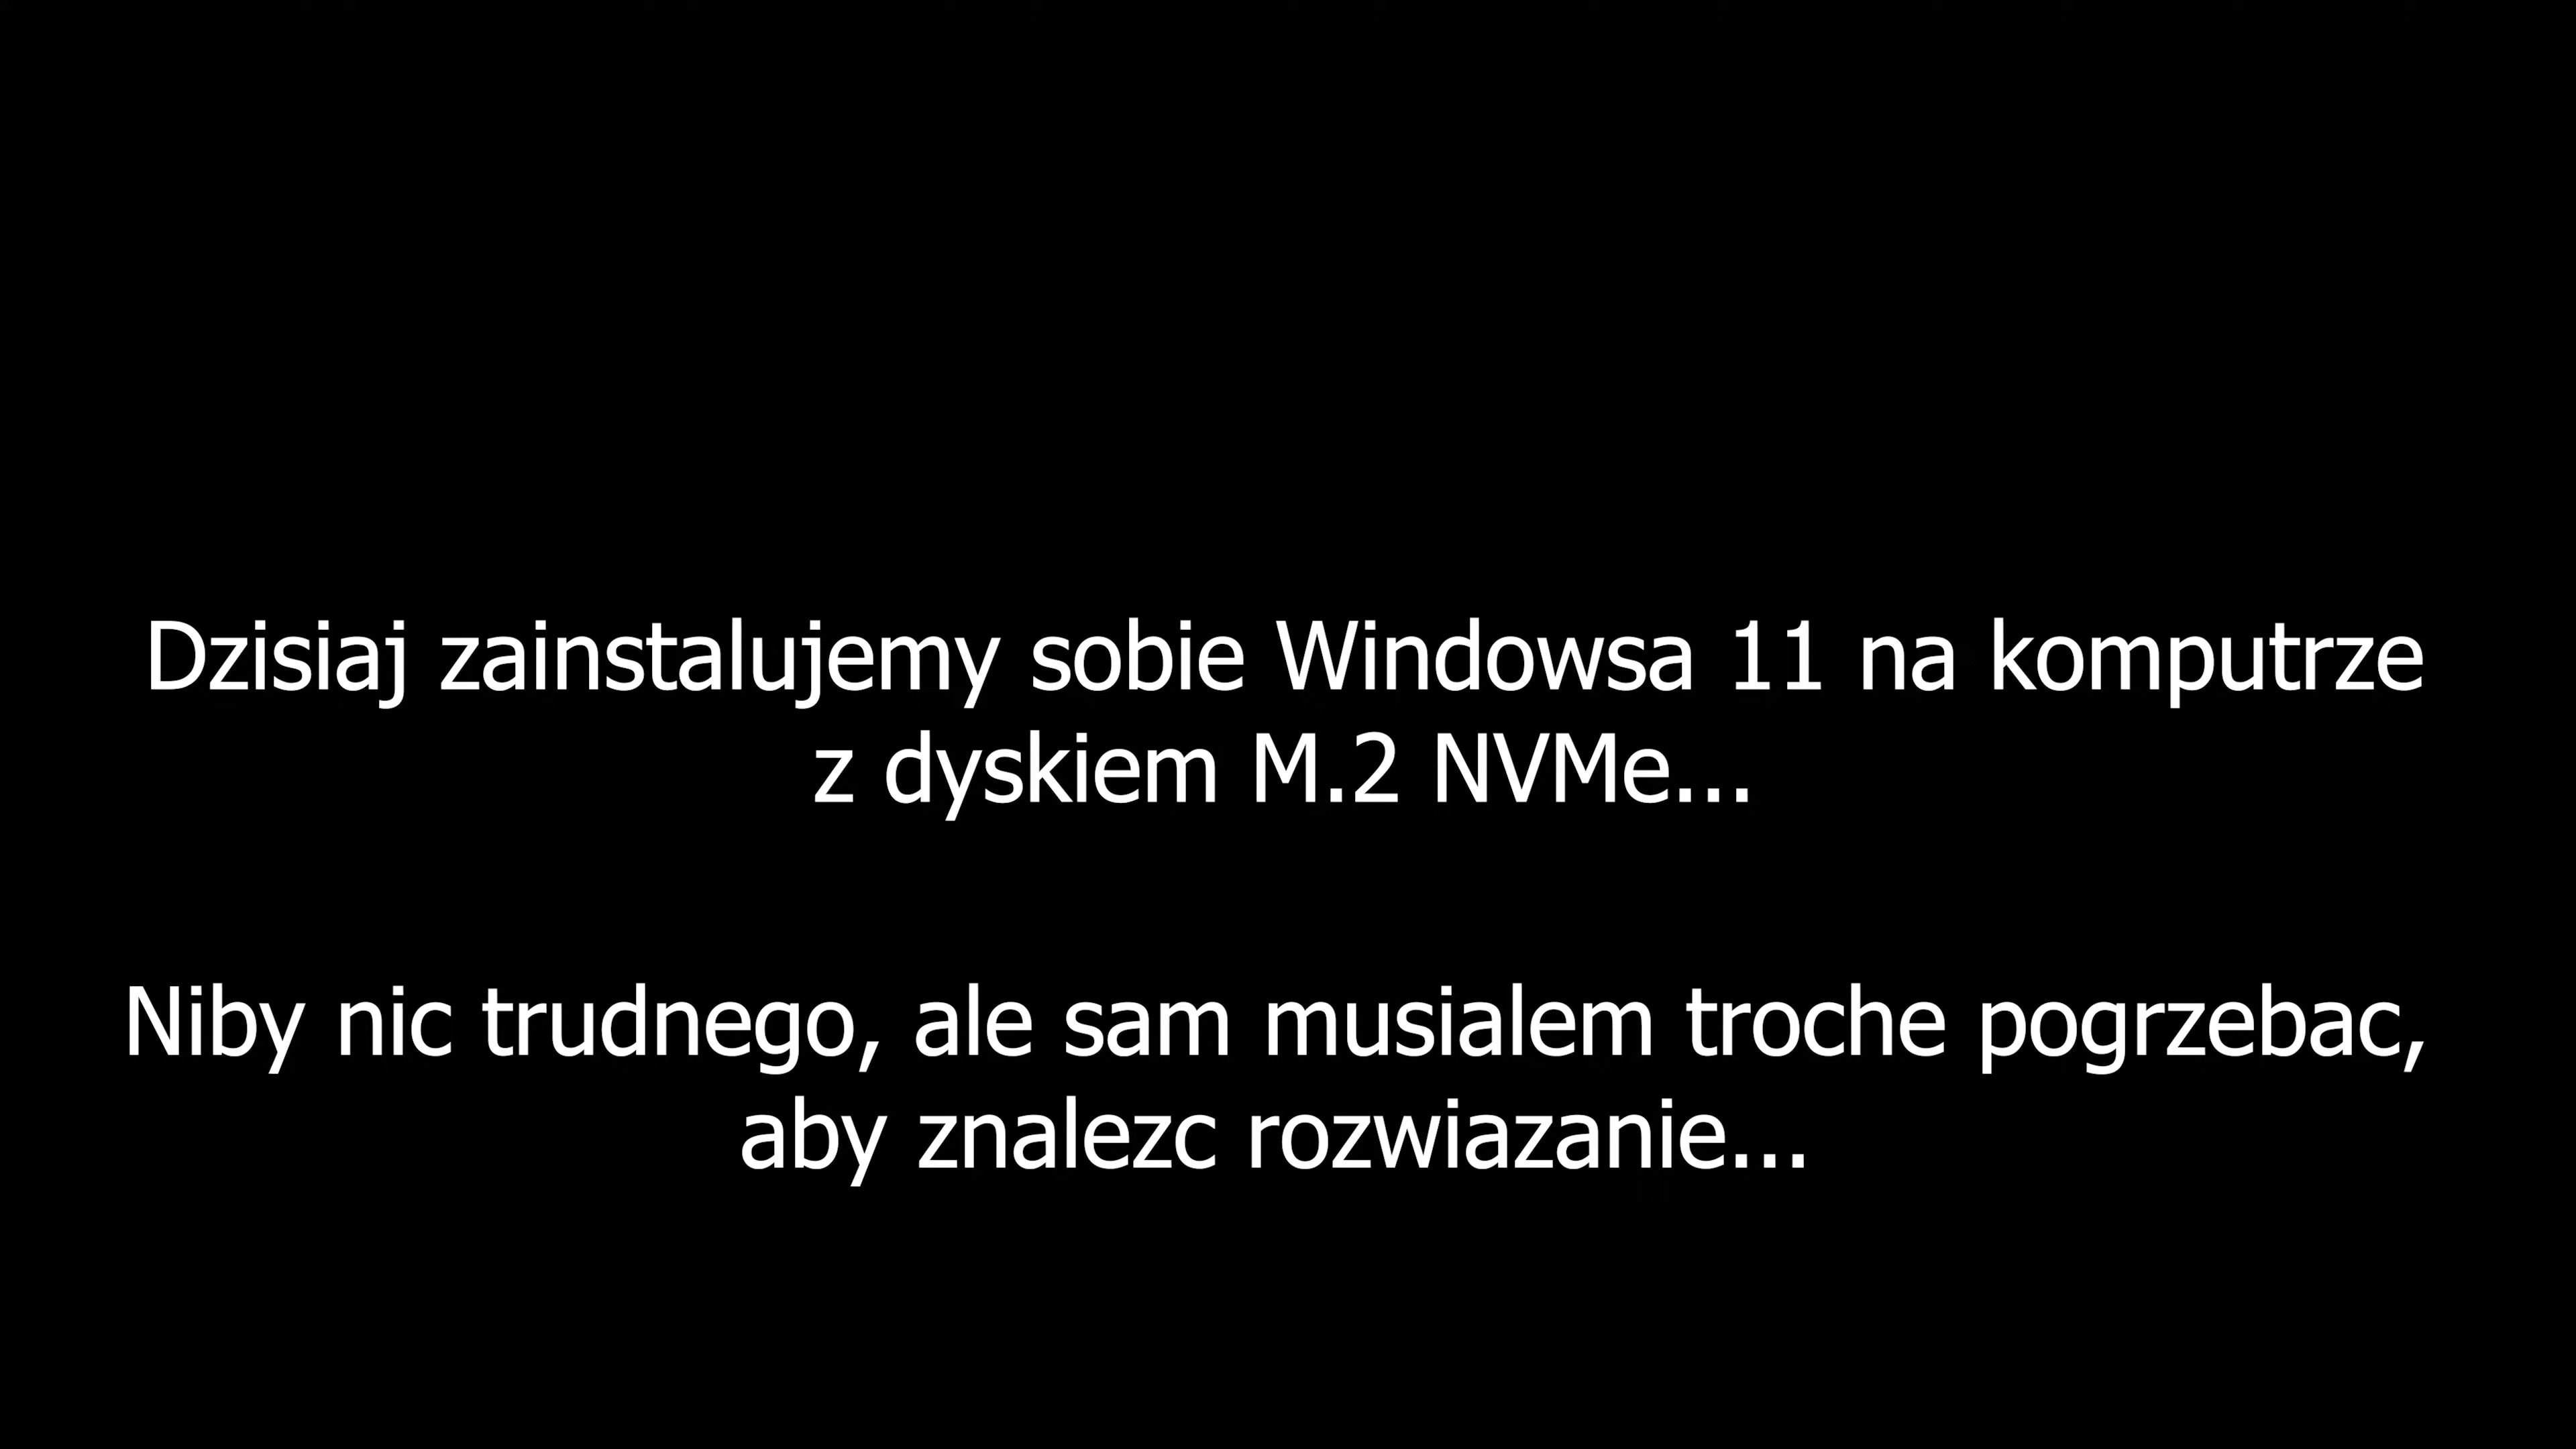 Dzisiaj zainstalujemy sobie Windowsa 11 na komputrze
z dyskiem M.2 NVMe...
Niby nic trudnego, ale sam musialem troche pogrzebac,
aby znalezc rozwiazanie...